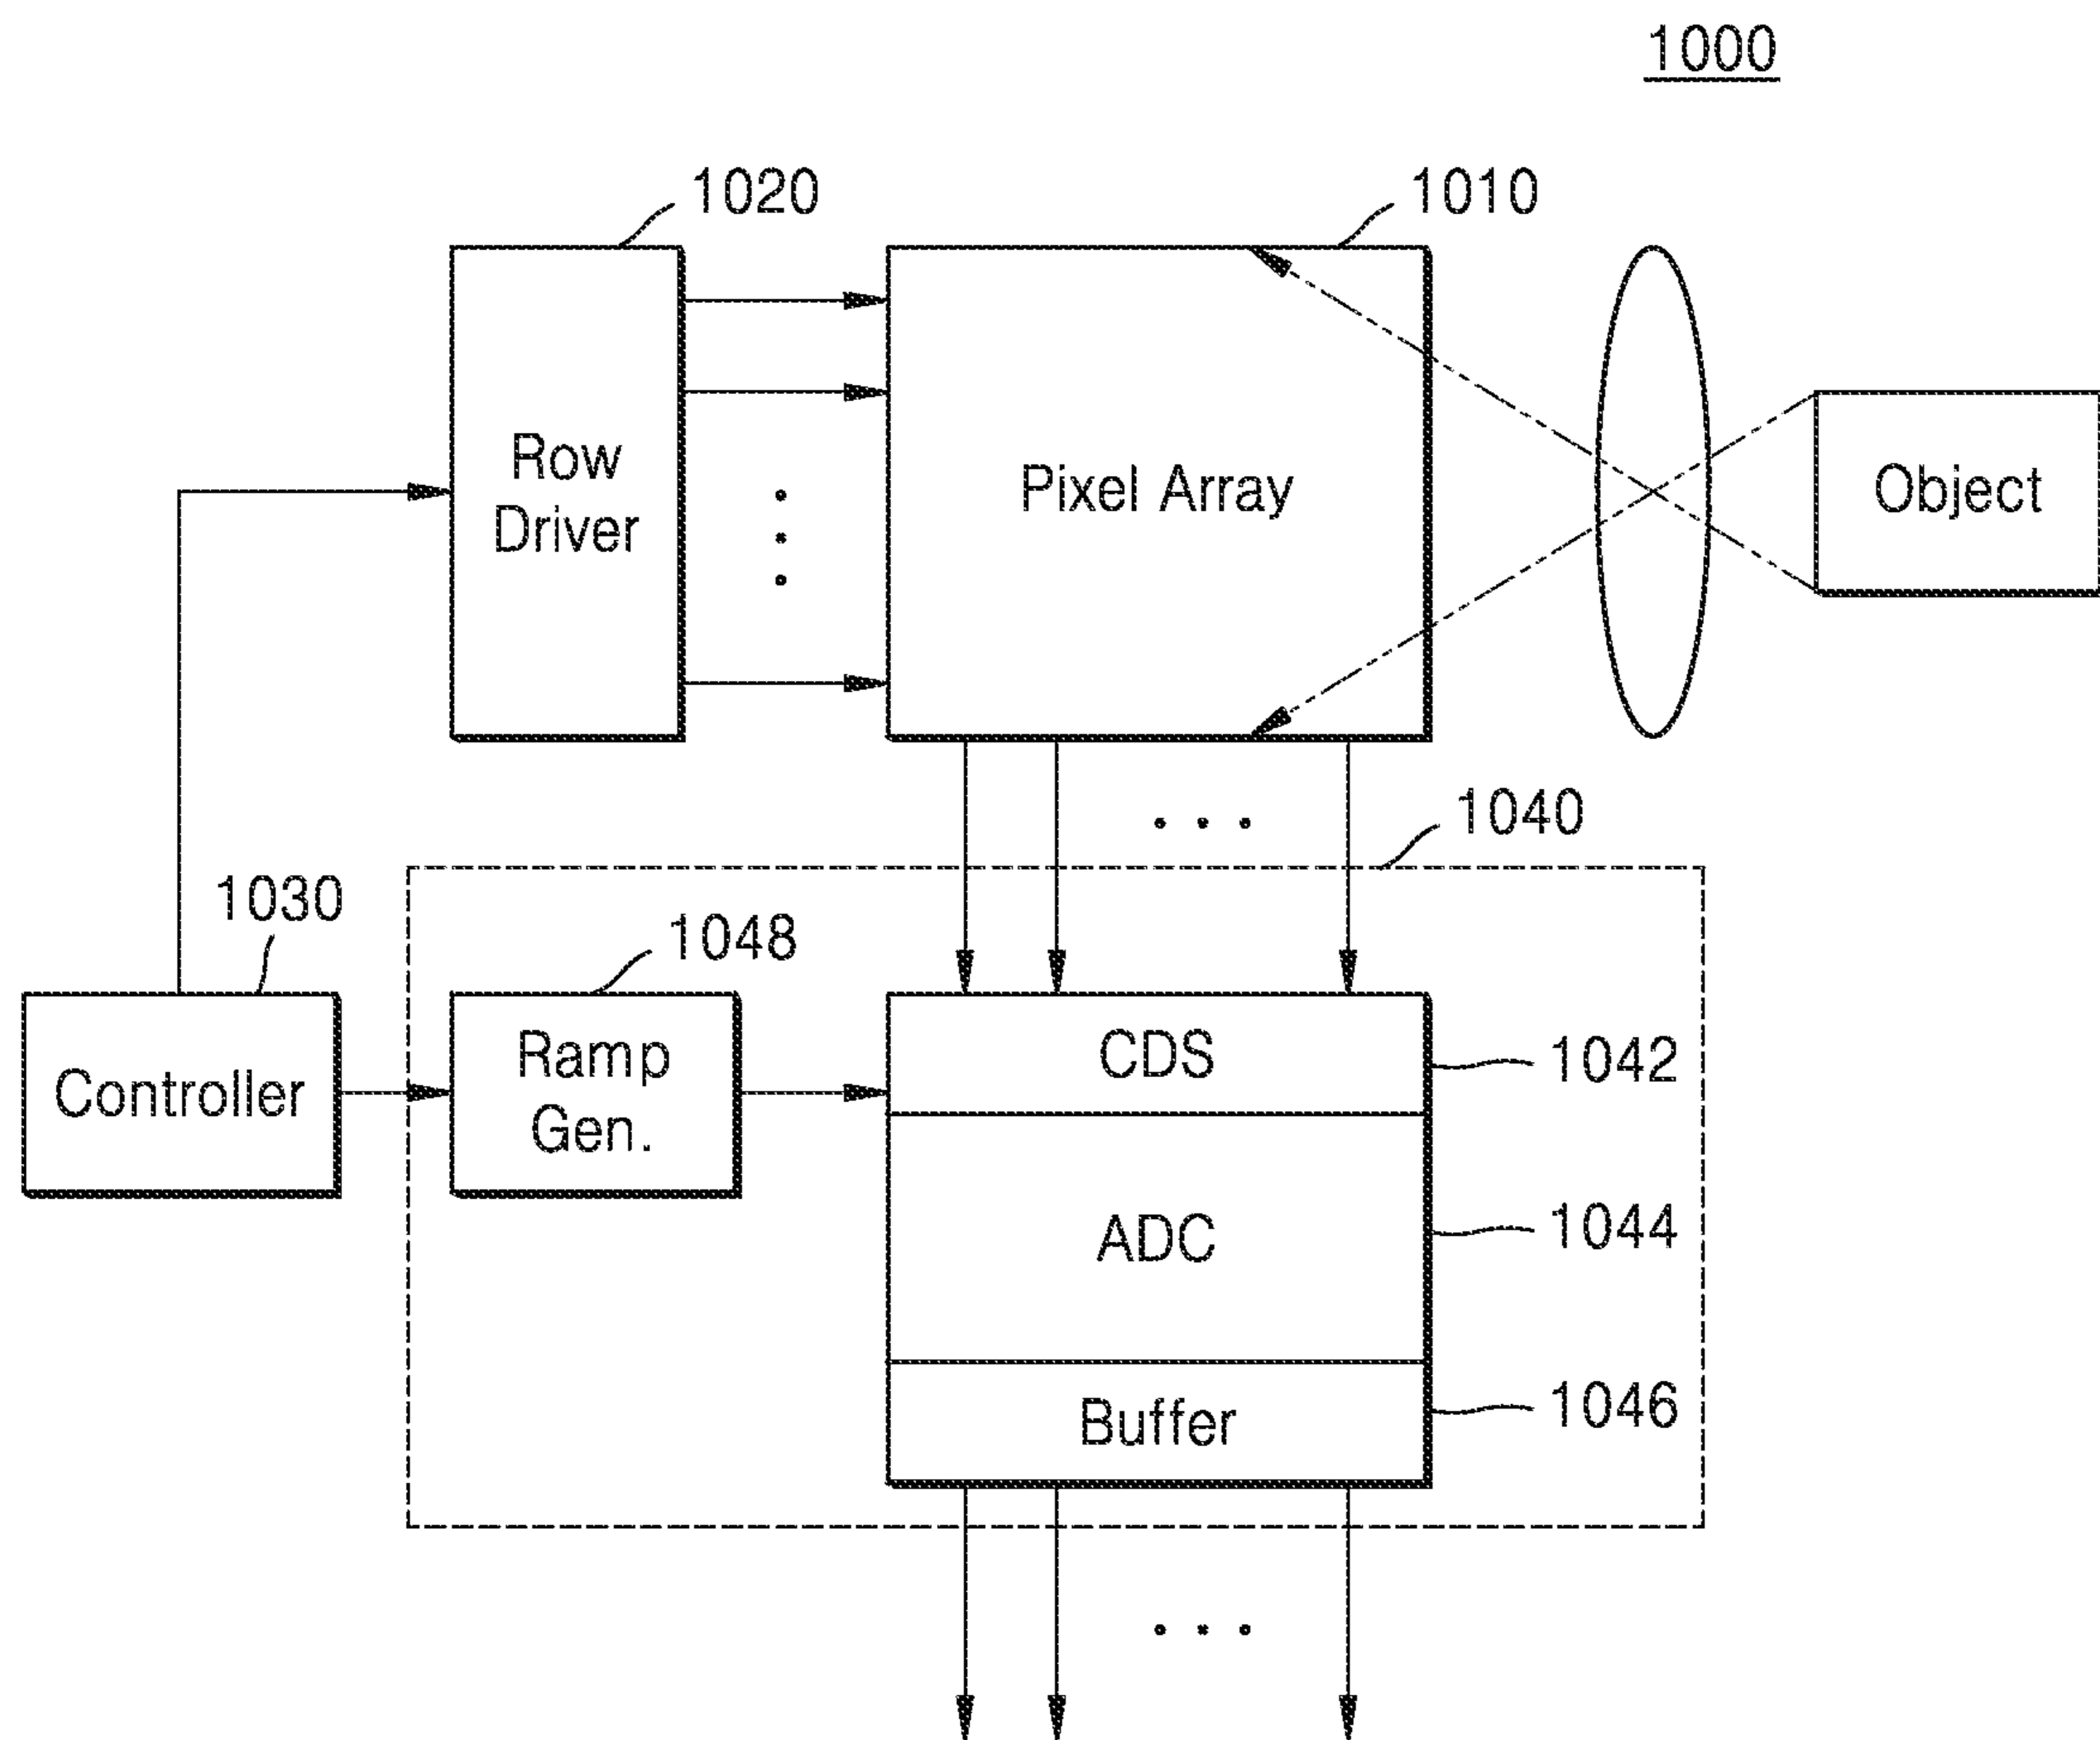 1000
1020
1010
Row
Driver
Pixel Array
Object
1040
1030
1048
Controller
Ramp
Gen.
CDS
1042
ADC
1044
Buffer
1046